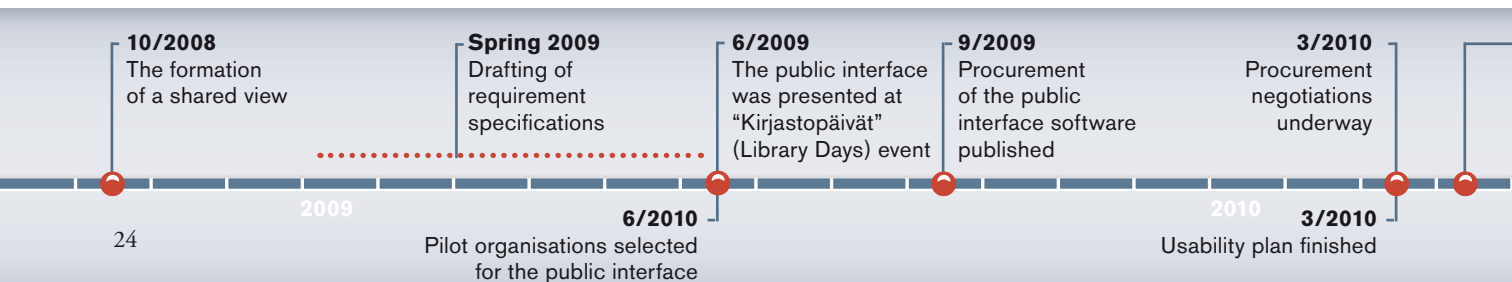 10/2008
The formation
of a shared view
Spring 2009
Drafting of
requirement
specifications
6/2009
The public interface
was presented at
“Kirjastopäivät”
(Library Days) event
9/2009
Procurement
of the public
interface software
published
3/2010
Procurement
negotiations
underway
2009
2010
6/2010
Pilot organisations selected
for the public interface
3/2010
Usability plan finished
24